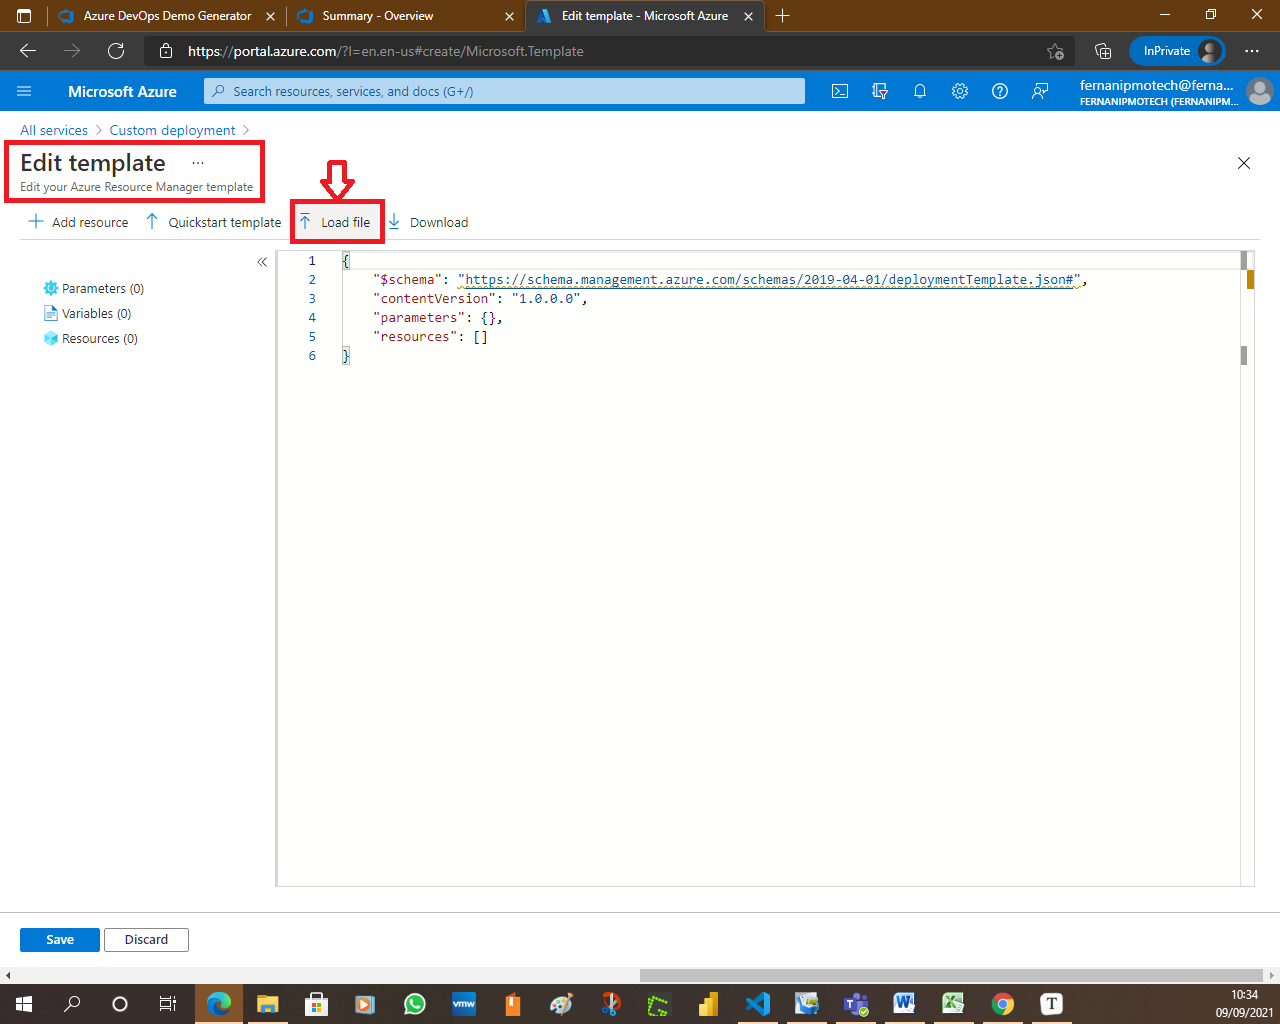 Azure DevOps Demo Generator
Summary - Overview
Edit template - Microsoft Azure
https://portal.azure.com/?l=en.en-us#create/Microsoft.Template
InPrivate
Microsoft Azure
Search resources, services, and docs (G+/)
fernanipmotech@ferna...
FERNANIPMOTECH (FERNANIPM...
All services > Custom deployment >
Edit template ...
Edit your Azure Resource Manager template
Add resource
Quickstart template
Load file
Download
Parameters (0)
Variables (0)
Resources (0)
1 {
2 "$schema": "https://schema.management.azure.com/schemas/2019-04-01/deploymentTemplate.json#",
3 "contentVersion": "1.0.0.0",
4 "parameters": {},
5 "resources": []
6 }
Save
Discard
vmw
10:34
09/09/2021